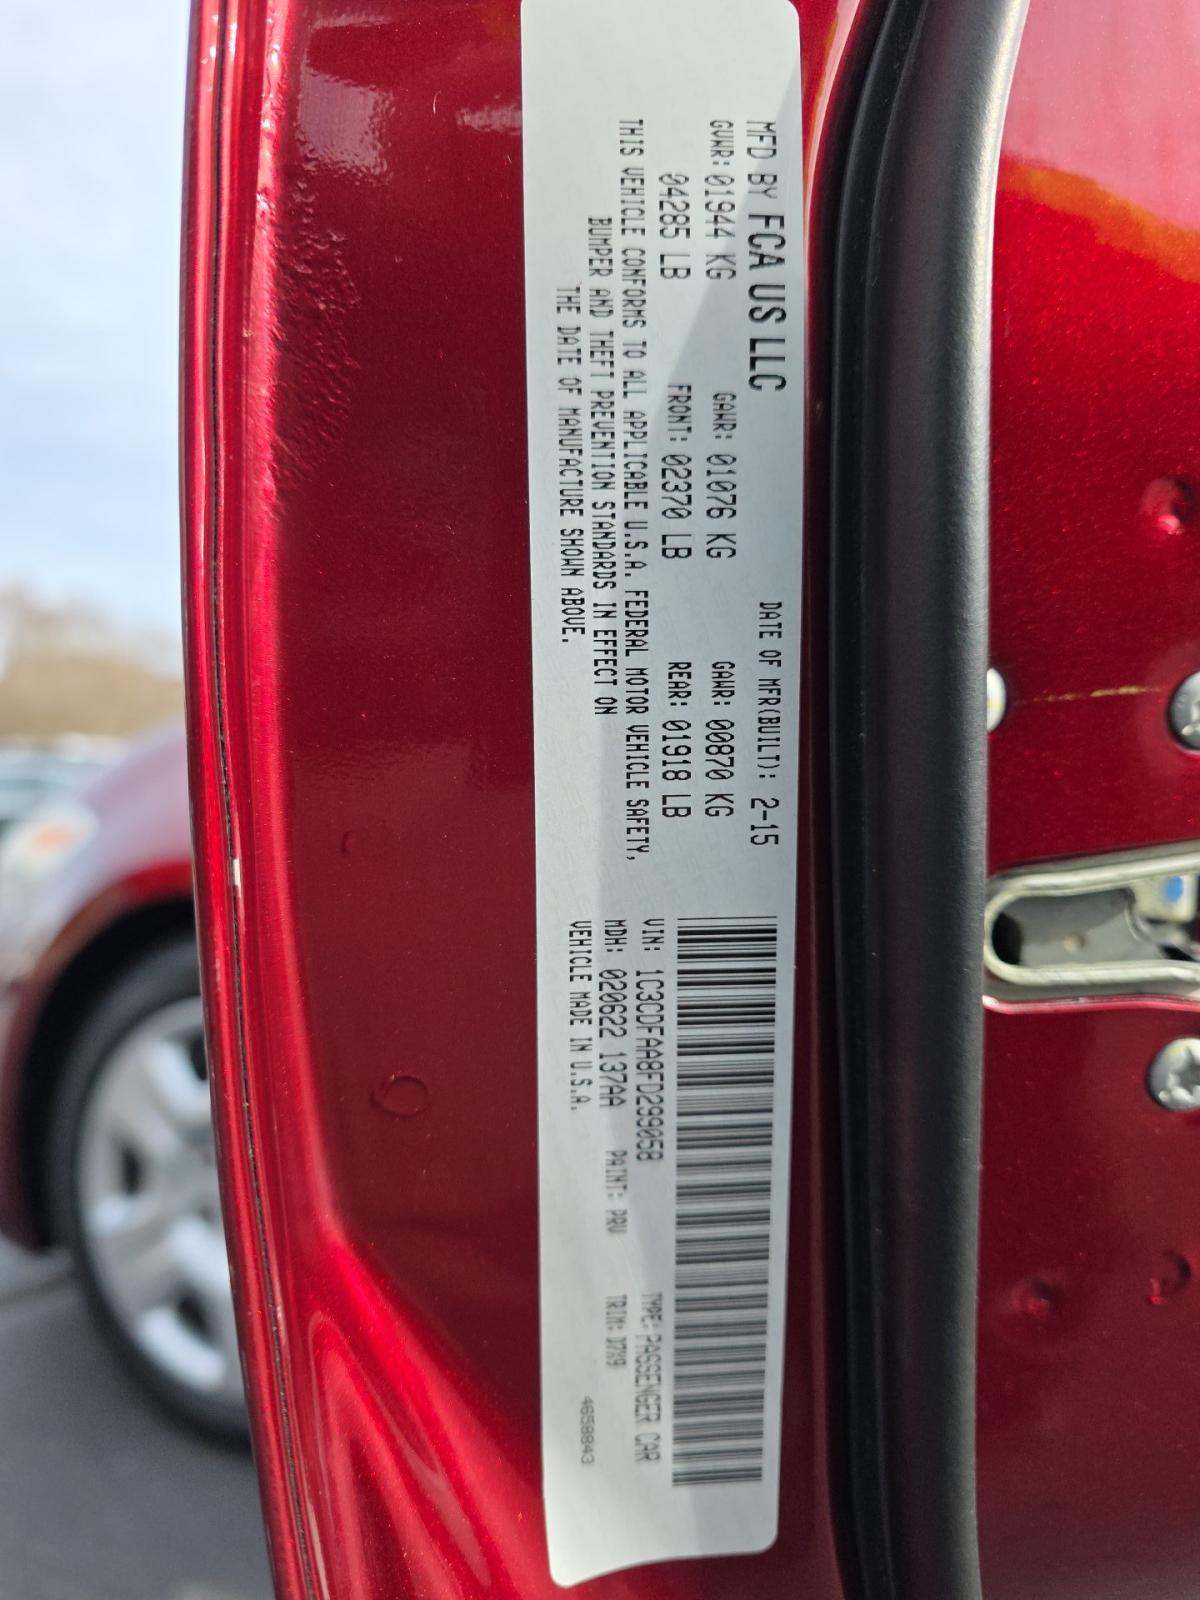 MFD BY FCA US LLC DATE OF MFR(BUILT): 2-15
GVWR: 01944 KG GAWR: 01076 KG GAWR: 00870 KG
04285 LB FRONT: 02370 LB REAR: 01918 LB
THIS VEHICLE CONFORMS TO ALL APPLICABLE U.S.A. FEDERAL MOTOR VEHICLE SAFETY,
BUMPER AND THEFT PREVENTION STANDARDS IN EFFECT ON
THE DATE OF MANUFACTURE SHOWN ABOVE.
VIN: 1C3CDFAA8FD299058 TYPE: PASSENGER CAR
MDH: 020622 137AA PAINT: PRV TRIM: D7X9
VEHICLE MADE IN U.S.A. 4658843